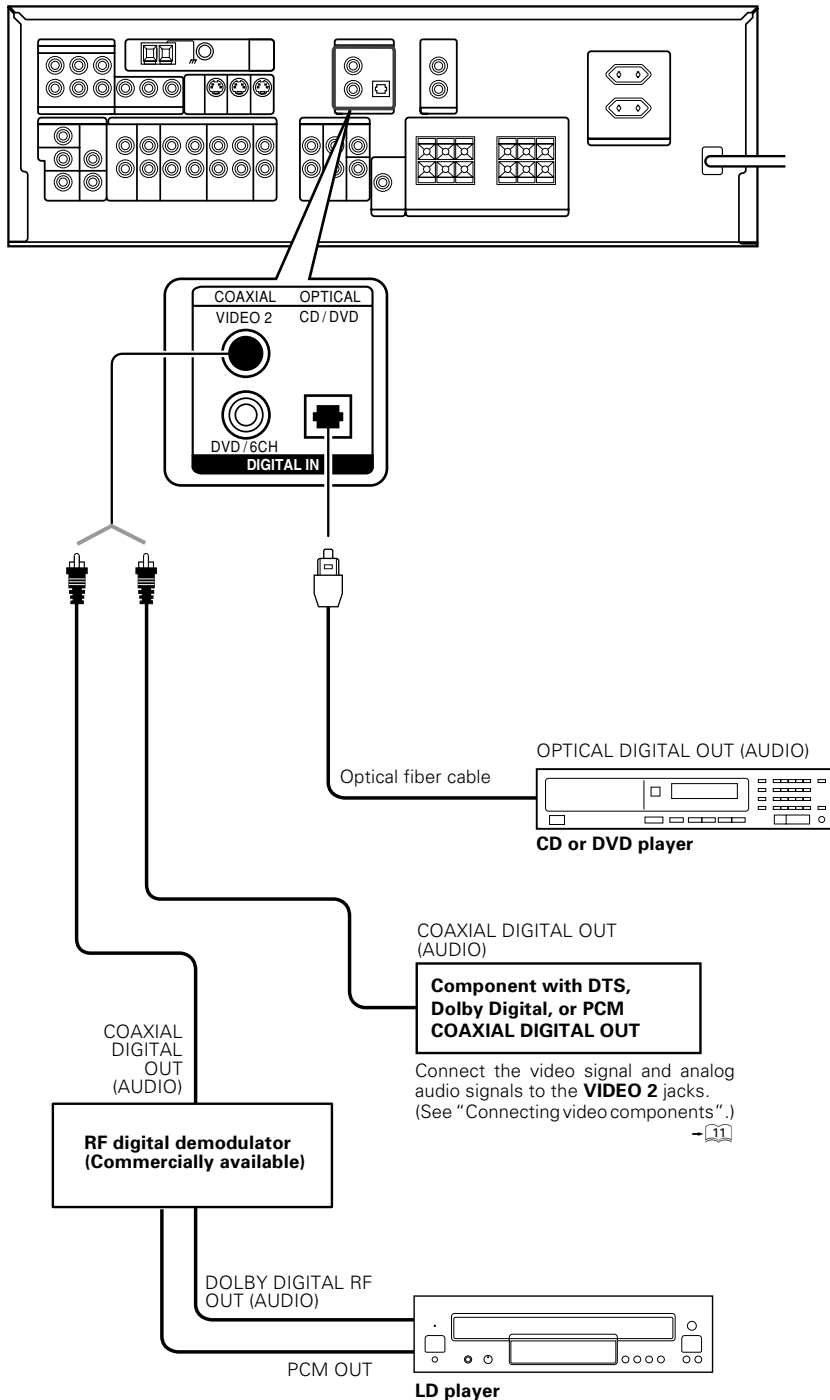 COAXIAL OPTICAL
VIDEO 2 CD/DVD
DVD/6CH
DIGITAL IN
OPTICAL DIGITAL OUT (AUDIO)
Optical fiber cable
CD or DVD player
COAXIAL DIGITAL OUT
(AUDIO)
Component with DTS,
Dolby Digital, or PCM
COAXIAL DIGITAL OUT
Connect the video signal and analog
audio signals to the VIDEO 2 jacks.
(See "Connecting video components".)
→ 11
COAXIAL
DIGITAL
OUT
(AUDIO)
RF digital demodulator
(Commercially available)
DOLBY DIGITAL RF
OUT (AUDIO)
PCM OUT
LD player